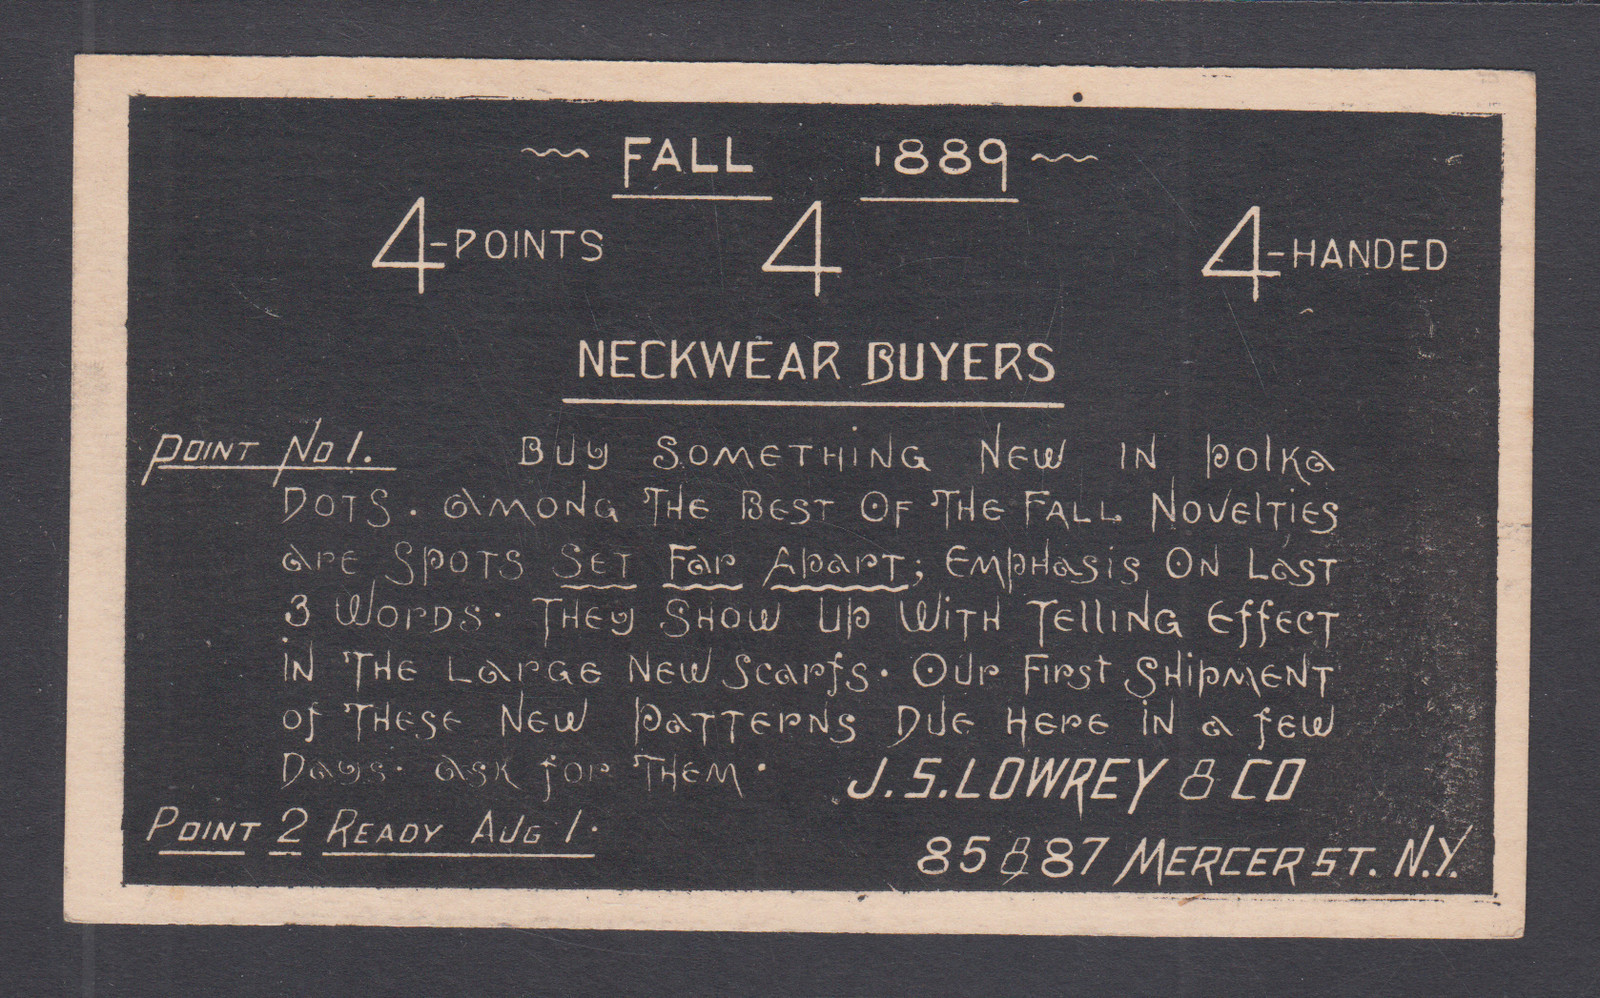 ~ FALL 1889 ~
4-POINTS 4 4-HANDED
NECKWEAR BUYERS
POINT No 1. BUY SOMETHING NEW IN POLKA
DOTS. AMONG THE BEST OF THE FALL NOVELTIES
ARE SPOTS SET FAR APART; EMPHASIS ON LAST
3 WORDS. THEY SHOW UP WITH TELLING EFFECT
IN THE LARGE NEW SCARFS. OUR FIRST SHIPMENT
OF THESE NEW PATTERNS DUE HERE IN A FEW
DAYS. ASK FOR THEM. J.S. LOWREY & CO
POINT 2 READY AUG 1.
85 & 87 MERCER ST. N.Y.